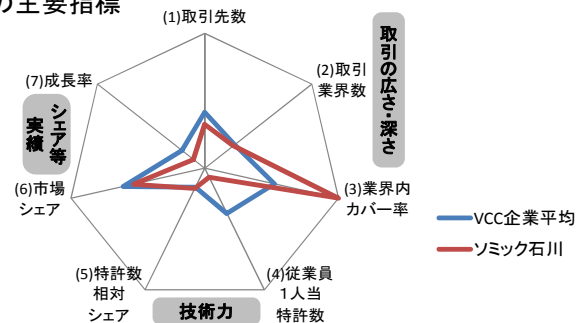 の主要指標
(1)取引先数
(2)取引
業界数
取引の広さ・深さ
(3)業界内
カバー率
(4)従業員
1人当
特許数
技術力
(5)特許数
相対
シェア
(6)市場
シェア
シェア等
実績
(7)成長率
VCC企業平均
ソミック石川